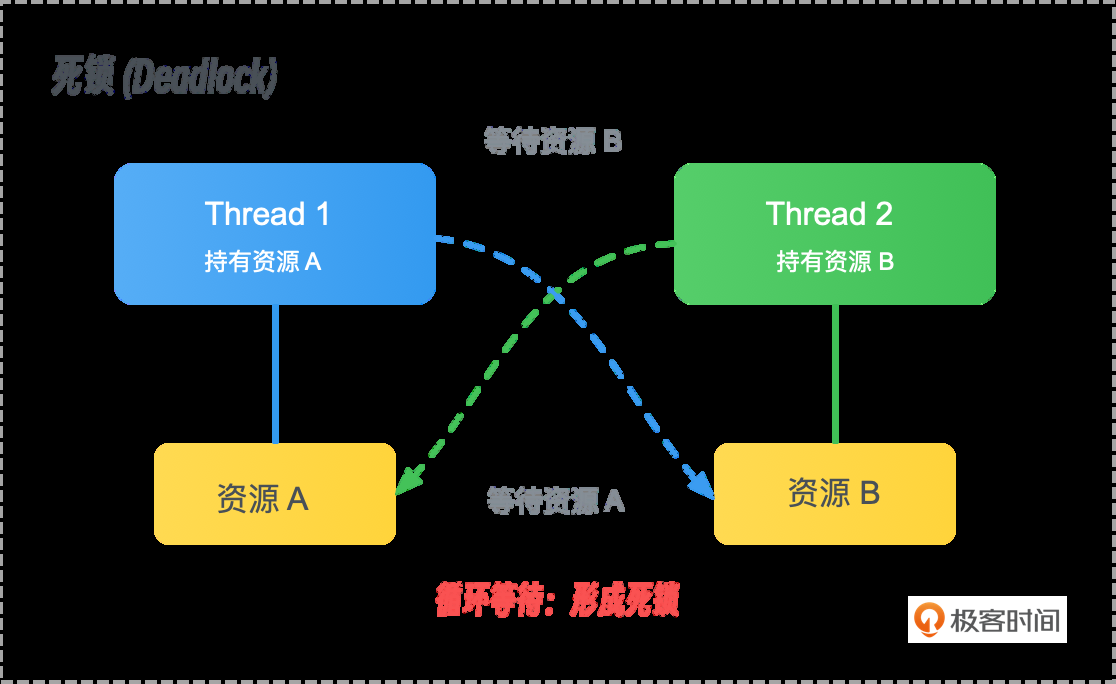 死锁 (Deadlock)
等待资源 B
Thread 1
持有资源 A
Thread 2
持有资源 B
资源 A
资源 B
等待资源 A
循环等待：形成死锁
极客时间